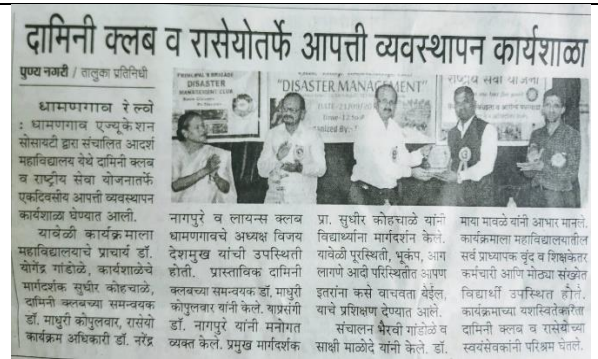 दामिनी क्लब व रासेयोतर्फे आपत्ती व्यवस्थापन कार्यशाळा
पुण्य नगरी / तालुका प्रतिनिधी
धामणगाव रेल्वे
: धामणगाव एज्यूकेशन
सोसायटी द्वारा संचालित आदर्श
महाविद्यालय येथे दामिनी क्लब
व राष्ट्रीय सेवा योजनातर्फे
एकदिवसीय आपत्ती व्यवस्थापन
कार्यशाळा घेण्यात आली.
यावेळी कार्यक्रमाला
महाविद्यालयाचे प्राचार्य डॉ.
योगेंद्र गांडोळे, कार्यशाळेचे
मार्गदर्शक सुधीर कोहचाळे,
दामिनी क्लबच्या समन्वयक
डॉ. माधुरी कोपुलवार, रासेयो
कार्यक्रम अधिकारी डॉ. नरेंद्र
PRINCIPAL'S BRIGADE
DISASTER
MANAGEMENT CLUB
"DISASTER MANAGEMENT"
राष्ट्रीय सेवा योजना
नागपुरे व लायन्स क्लब
धामणगावचे अध्यक्ष विजय
देशमुख यांची उपस्थिती
होती. प्रास्ताविक दामिनी
क्लबच्या समन्वयक डॉ. माधुरी
कोपुलवार यांनी केले. याप्रसंगी
डॉ. नागपुरे यांनी मनोगत
व्यक्त केले. प्रमुख मार्गदर्शक
प्रा. सुधीर कोहचाळे यांनी
विद्यार्थ्यांना मार्गदर्शन केले.
यावेळी पूरस्थिती, भूकंप, आग
लागणे आदी परिस्थितीत आपण
इतरांना कसे वाचवता येईल,
याचे प्रशिक्षण देण्यात आले.
संचालन भैरवी गांडोळे व
साक्षी मालोदे यांनी केले. डॉ.
माया मावळे यांनी आभार मानले.
कार्यक्रमाला महाविद्यालयातील
सर्व प्राध्यापक वृंद व शिक्षकेतर
कर्मचारी आणि मोठ्या संख्येत
विद्यार्थी उपस्थित होते.
कार्यक्रमाच्या यशस्वितेकरिता
दामिनी क्लब व रासेयोच्या
स्वयंसेवकांनी परिश्रम घेतले.